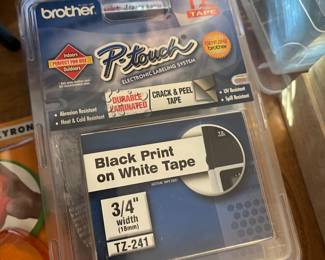 brother
TAPE
Indoors
PERFECT FOR USE
Outdoors
GENUINE
brother
P-touch
ELECTRONIC LABELING SYSTEM
DURABLE
LAMINATED
CRACK & PEEL
TAPE
• Abrasion Resistant
• Heat & Cold Resistant
• UV Resistant
• Spill Resistant
Black Print
on White Tape
3/4"
width
(18mm)
TZ-241
EYRON